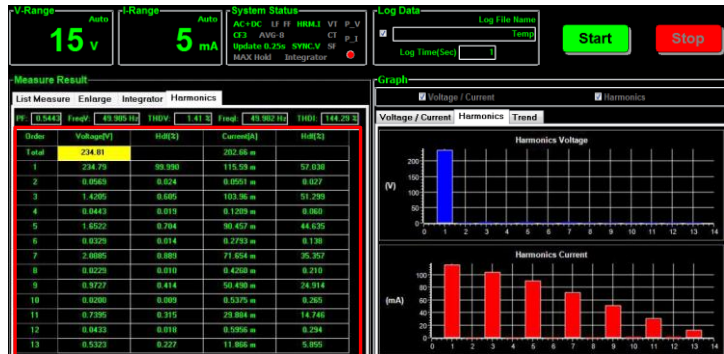 V-Range
Auto
15 V
I-Range
Auto
5 mA
System Status
AC+DC LF FF HRM.I VT P_V
CF3 AVG-8 CT P_I
Update 0.25s SYNC.V SF
MAX Hold Integrator
Log Data
Log File Name
Temp
Log Time(Sec) 1
Start
Stop
Measure Result
List Measure Enlarge Integrator Harmonics
PF: 0.5443 FreqV: 49.985 Hz THDV: 1.41 % FreqI: 49.982 Hz THDI: 144.29 %
Order Voltage[V] Hdf[%] Current[A] Hdf[%]
Total 234.81 202.66 m
1 234.79 99.990 115.59 m 57.038
2 0.0569 0.024 0.0551 m 0.027
3 1.4205 0.605 103.96 m 51.299
4 0.0443 0.019 0.1209 m 0.060
5 1.6522 0.704 90.457 m 44.635
6 0.0329 0.014 0.2793 m 0.138
7 2.0885 0.889 71.654 m 35.357
8 0.0229 0.010 0.4260 m 0.210
9 0.9727 0.414 50.490 m 24.914
10 0.0200 0.009 0.5375 m 0.265
11 0.7395 0.315 29.884 m 14.746
12 0.0433 0.018 0.5956 m 0.294
13 0.5323 0.227 11.866 m 5.855
Graph
Voltage / Current Harmonics
Voltage / Current Harmonics Trend
Harmonics Voltage
200
150
(V)
100
50
0
0 1 2 3 4 5 6 7 8 9 10 11 12 13 14
Harmonics Current
100
80
(mA)
60
40
20
0 1 2 3 4 5 6 7 8 9 10 11 12 13 14